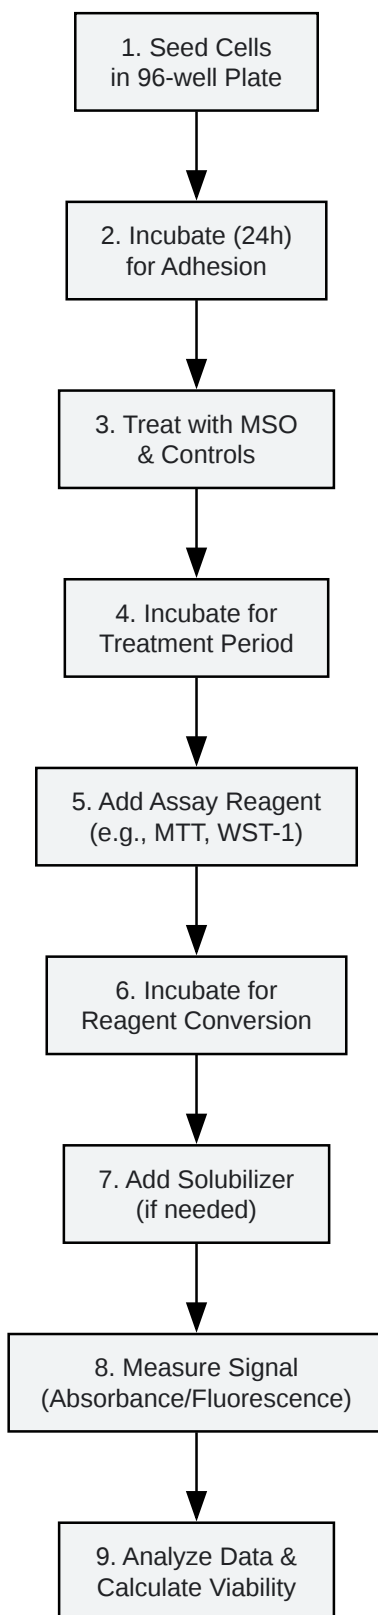 1. Seed Cells
in 96-well Plate
2. Incubate (24h)
for Adhesion
3. Treat with MSO
& Controls
4. Incubate for
Treatment Period
5. Add Assay Reagent
(e.g., MTT, WST-1)
6. Incubate for
Reagent Conversion
7. Add Solubilizer
(if needed)
8. Measure Signal
(Absorbance/Fluorescence)
9. Analyze Data &
Calculate Viability